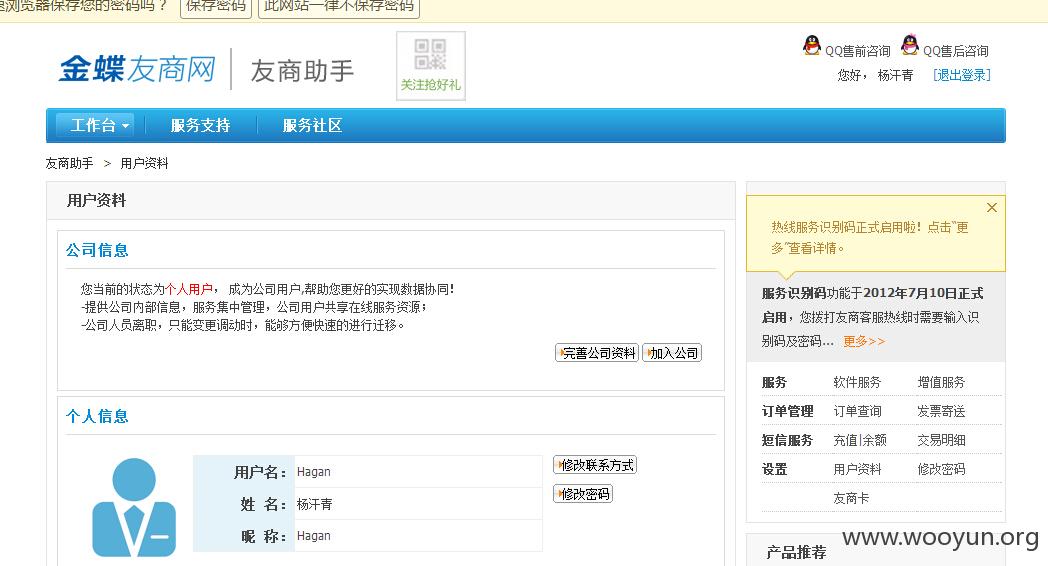 览器保存您的密码吗？ 保存密码 此网站一律不保存密码
金蝶友商网 友商助手
关注抢好礼
QQ售前咨询 QQ售后咨询
您好， 杨汗青 [退出登录]
工作台 服务支持 服务社区
友商助手 > 用户资料
用户资料
公司信息
您当前的状态为个人用户， 成为公司用户,帮助您更好的实现数据协同！
-提供公司内部信息，服务集中管理，公司用户共享在线服务资源；
-公司人员离职，只能变更调动时，能够方便快速的进行迁移。
完善公司资料 加入公司
个人信息
用户名： Hagan
姓 名： 杨汗青
昵 称： Hagan
修改联系方式
修改密码
热线服务识别码正式启用啦！点击“更
多”查看详情。
服务识别码功能于2012年7月10日正式
启用，您拨打友商客服热线时需要输入识
别码及密码... 更多>>
服务 软件服务 增值服务
订单管理 订单查询 发票寄送
短信服务 充值|余额 交易明细
设置 用户资料 修改密码
友商卡
产品推荐
www.wooyun.org